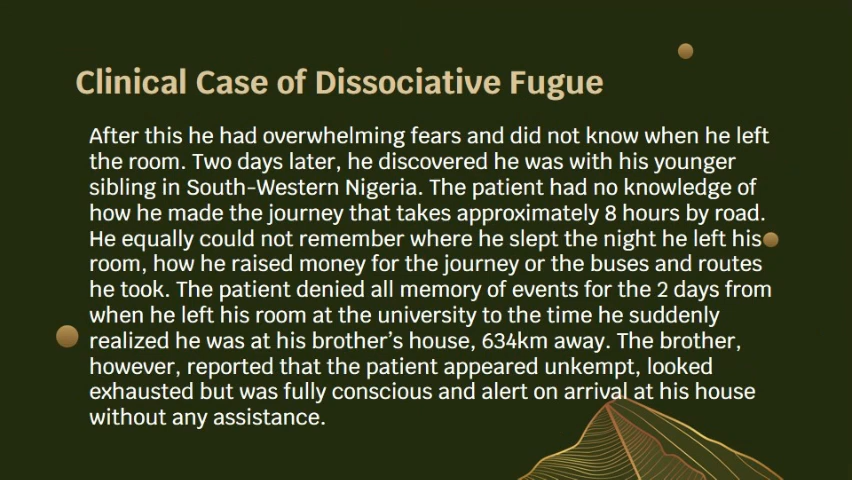 Clinical Case of Dissociative Fugue
After this he had overwhelming fears and did not know when he left
the room. Two days later, he discovered he was with his younger
sibling in South-Western Nigeria. The patient had no knowledge of
how he made the journey that takes approximately 8 hours by road.
He equally could not remember where he slept the night he left his
room, how he raised money for the journey or the buses and routes
he took. The patient denied all memory of events for the 2 days from
when he left his room at the university to the time he suddenly
realized he was at his brother’s house, 634km away. The brother,
however, reported that the patient appeared unkempt, looked
exhausted but was fully conscious and alert on arrival at his house
without any assistance.